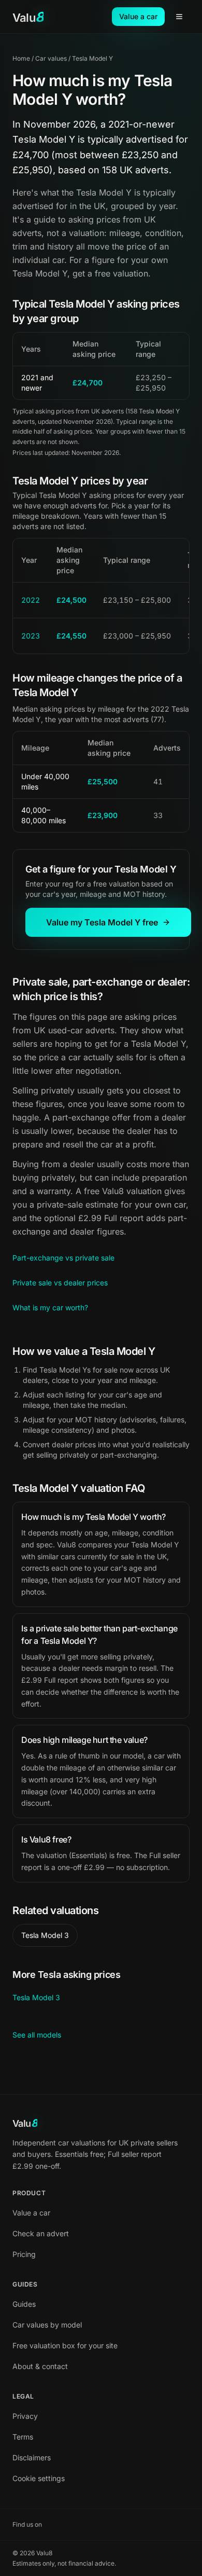 Valu8
Value a car
Home / Car values / Tesla Model Y
How much is my Tesla
Model Y worth?
In November 2026, a 2021-or-newer
Tesla Model Y is typically advertised for
£24,700 (most between £23,250 and
£25,950), based on 158 UK adverts.
Here's what the Tesla Model Y is typically
advertised for in the UK, grouped by year.
It's a guide to asking prices from UK
adverts, not a valuation: mileage, condition,
trim and history all move the price of an
individual car. For a figure for your own
Tesla Model Y, get a free valuation.
Typical Tesla Model Y asking prices
by year group
Years
Median
asking price
Typical
range
2021 and
newer
£24,700
£23,250 –
£25,950
Typical asking prices from UK adverts (158 Tesla Model Y
adverts, updated November 2026). Typical range is the
middle half of asking prices. Year groups with fewer than 15
adverts are not shown.
Prices last updated: November 2026.
Tesla Model Y prices by year
Typical Tesla Model Y asking prices for every year
we have enough adverts for. Pick a year for its
mileage breakdown. Years with fewer than 15
adverts are not listed.
Year
Median
asking
price
Typical range
2022
£24,500
£23,150 – £25,800
2023
£24,550
£23,000 – £25,950
How mileage changes the price of a
Tesla Model Y
Median asking prices by mileage for the 2022 Tesla
Model Y, the year with the most adverts (77).
Mileage
Median
asking price
Adverts
Under 40,000
miles
£25,500
41
40,000–
80,000 miles
£23,900
33
Get a figure for your Tesla Model Y
Enter your reg for a free valuation based on
your car's year, mileage and MOT history.
Value my Tesla Model Y free →
Private sale, part-exchange or dealer:
which price is this?
The figures on this page are asking prices
from UK used-car adverts. They show what
sellers are hoping to get for a Tesla Model Y,
so the price a car actually sells for is often a
little lower after negotiation.
Selling privately usually gets you closest to
these figures, once you leave some room to
haggle. A part-exchange offer from a dealer
is usually lower, because the dealer has to
prepare and resell the car at a profit.
Buying from a dealer usually costs more than
buying privately, but can include preparation
and a warranty. A free Valu8 valuation gives
you a private-sale estimate for your own car,
and the optional £2.99 Full report adds part-
exchange and dealer figures.
Part-exchange vs private sale
Private sale vs dealer prices
What is my car worth?
How we value a Tesla Model Y
1. Find Tesla Model Ys for sale now across UK
dealers, close to your year and mileage.
2. Adjust each listing for your car's age and
mileage, then take the median.
3. Adjust for your MOT history (advisories, failures,
mileage consistency) and photos.
4. Convert dealer prices into what you'd realistically
get selling privately or part-exchanging.
Tesla Model Y valuation FAQ
How much is my Tesla Model Y worth?
It depends mostly on age, mileage, condition
and spec. Valu8 compares your Tesla Model Y
with similar cars currently for sale in the UK,
corrects each one to your car's age and
mileage, then adjusts for your MOT history and
photos.
Is a private sale better than part-exchange
for a Tesla Model Y?
Usually you'll get more selling privately,
because a dealer needs margin to resell. The
£2.99 Full Report shows both figures so you
can decide whether the difference is worth the
effort.
Does high mileage hurt the value?
Yes. As a rule of thumb in our model, a car with
double the mileage of an otherwise similar car
is worth around 12% less, and very high
mileage (over 140,000) carries an extra
discount.
Is Valu8 free?
The valuation (Essentials) is free. The Full seller
report is a one-off £2.99 — no subscription.
Related valuations
Tesla Model 3
More Tesla asking prices
Tesla Model 3
See all models
Valu8
Independent car valuations for UK private sellers
and buyers. Essentials free; Full seller report
£2.99 one-off.
PRODUCT
Value a car
Check an advert
Pricing
GUIDES
Guides
Car values by model
Free valuation box for your site
About & contact
LEGAL
Privacy
Terms
Disclaimers
Cookie settings
Find us on
© 2026 Valu8
Estimates only, not financial advice.